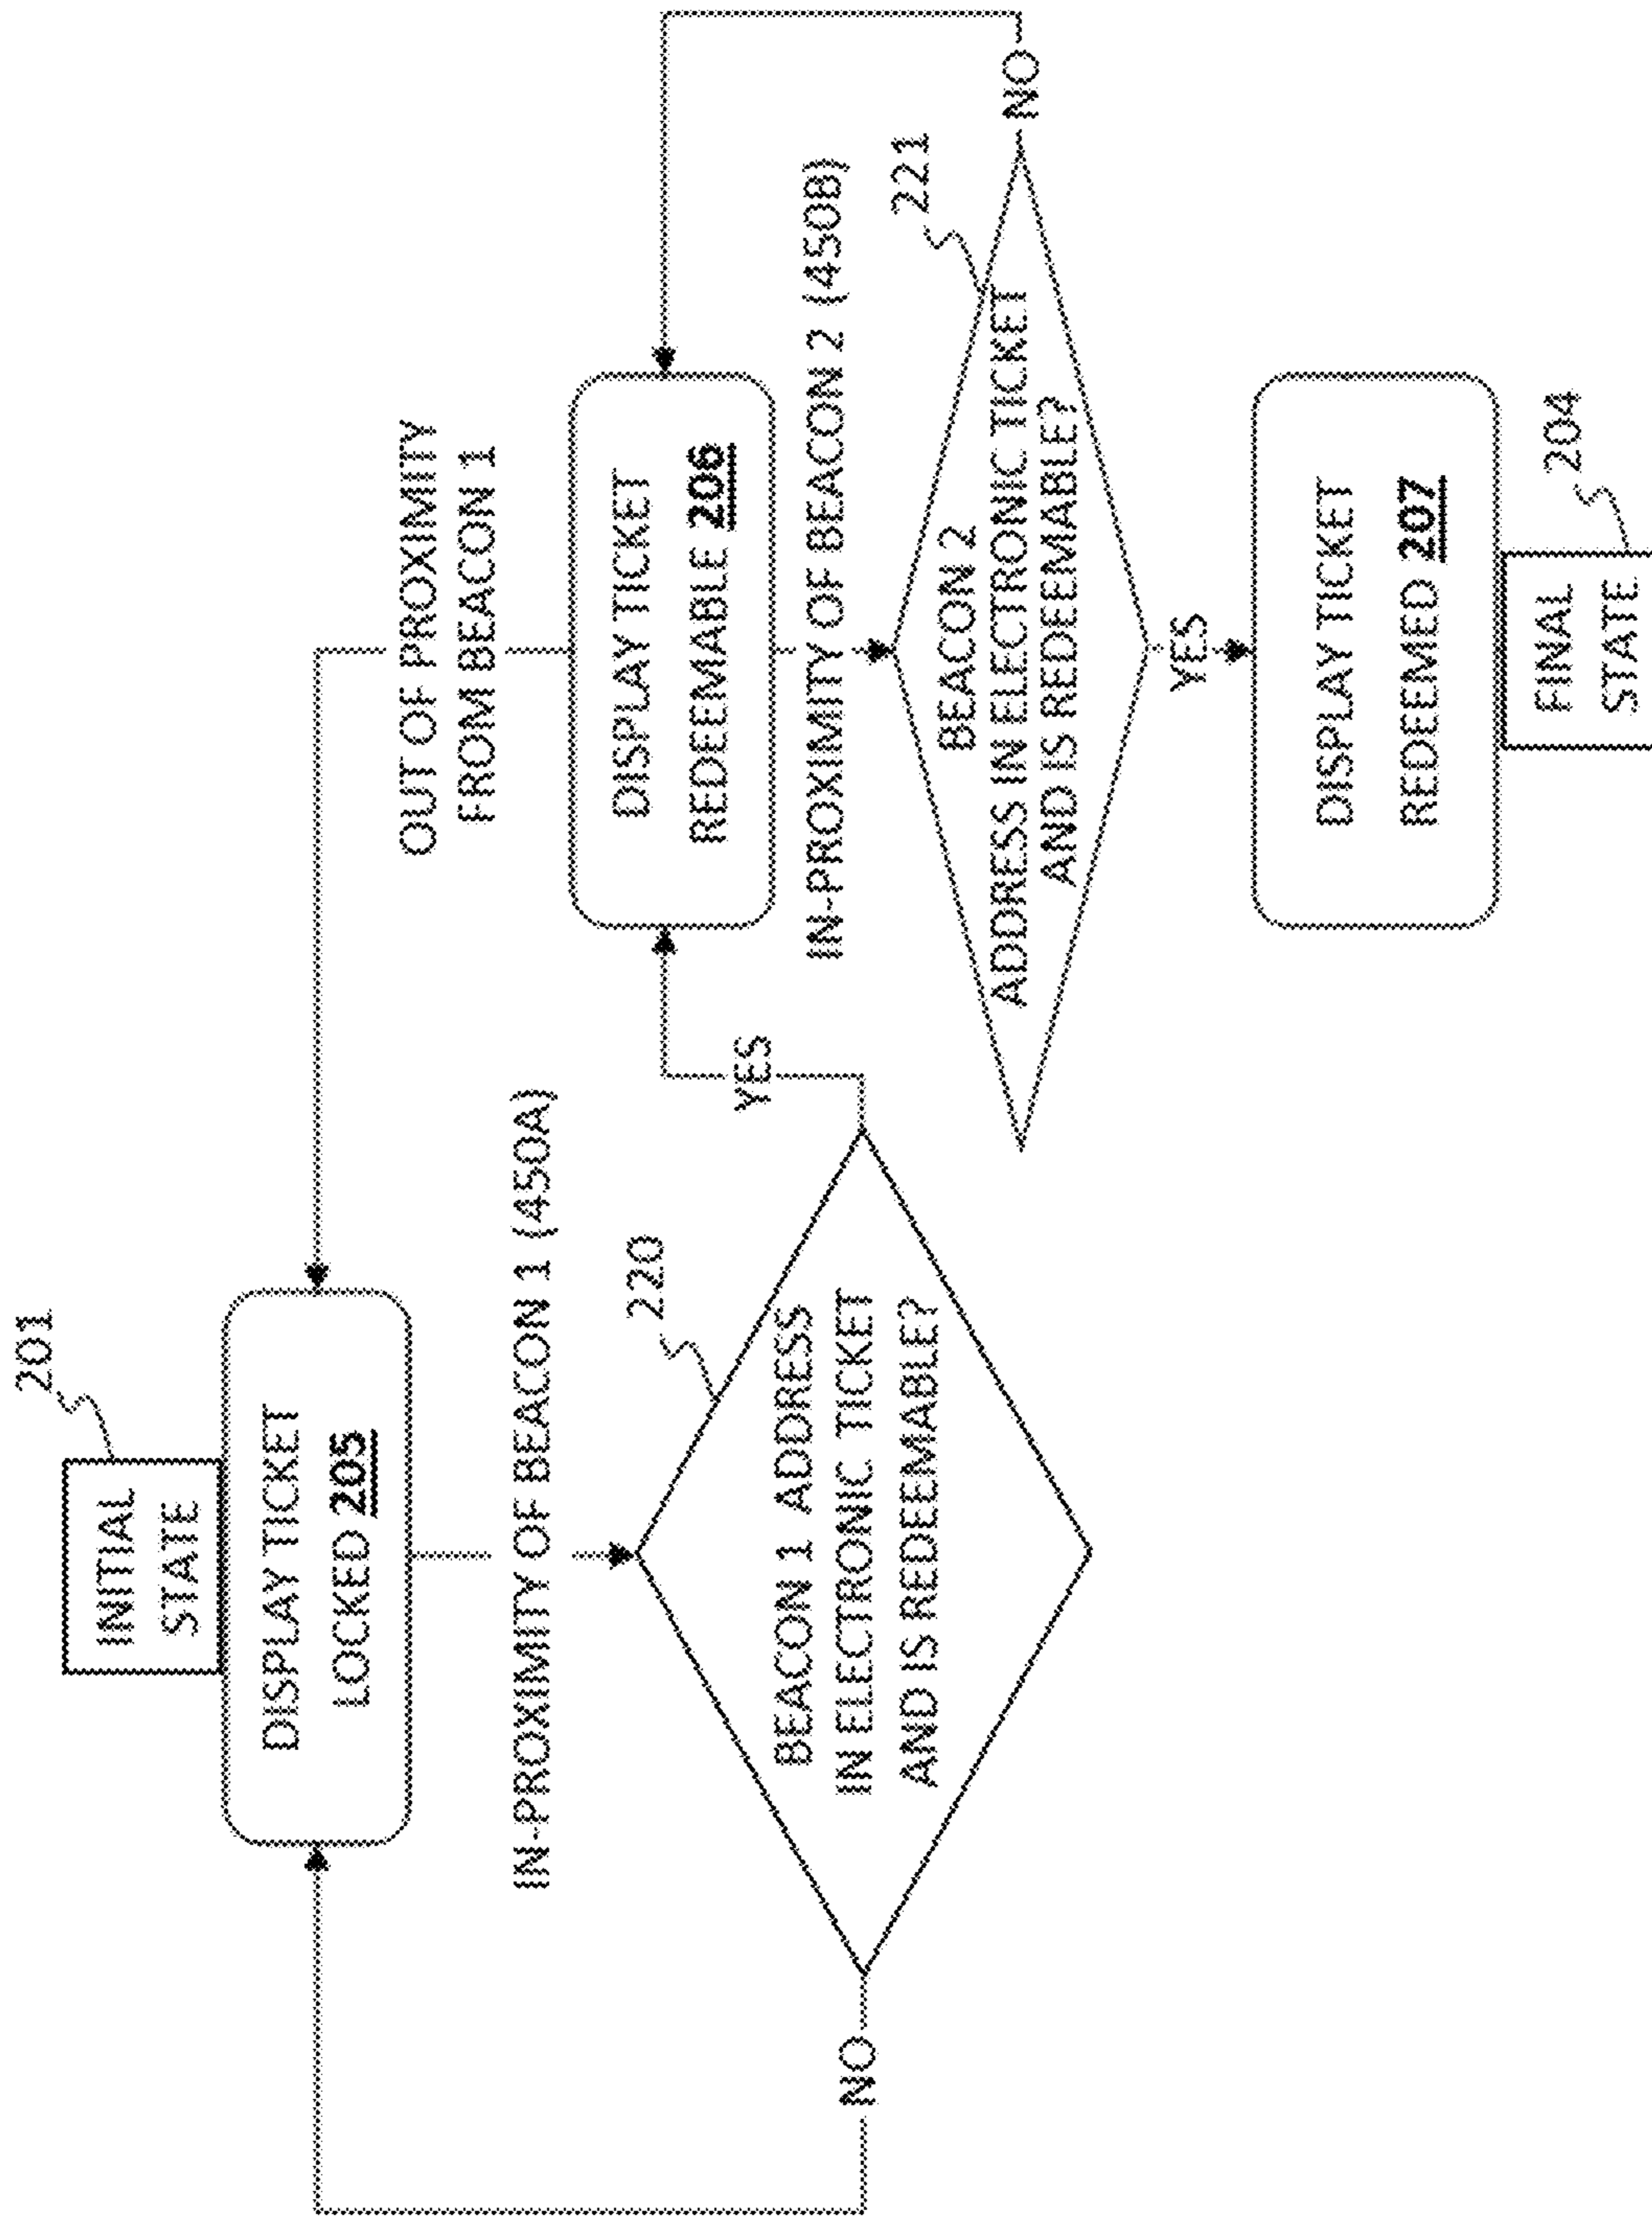 201
INITIAL
STATE
DISPLAY TICKET
LOCKED 205
IN-PROXIMITY OF BEACON 1 (450A)
220
BEACON 1 ADDRESS
IN ELECTRONIC TICKET
AND IS REDEEMABLE?
NO
YES
OUT OF PROXIMITY
FROM BEACON 1
DISPLAY TICKET
REDEEMABLE 206
IN-PROXIMITY OF BEACON 2 (450B)
221
BEACON 2
ADDRESS IN ELECTRONIC TICKET
AND IS REDEEMABLE?
NO
YES
DISPLAY TICKET
REDEEMED 207
204
FINAL
STATE